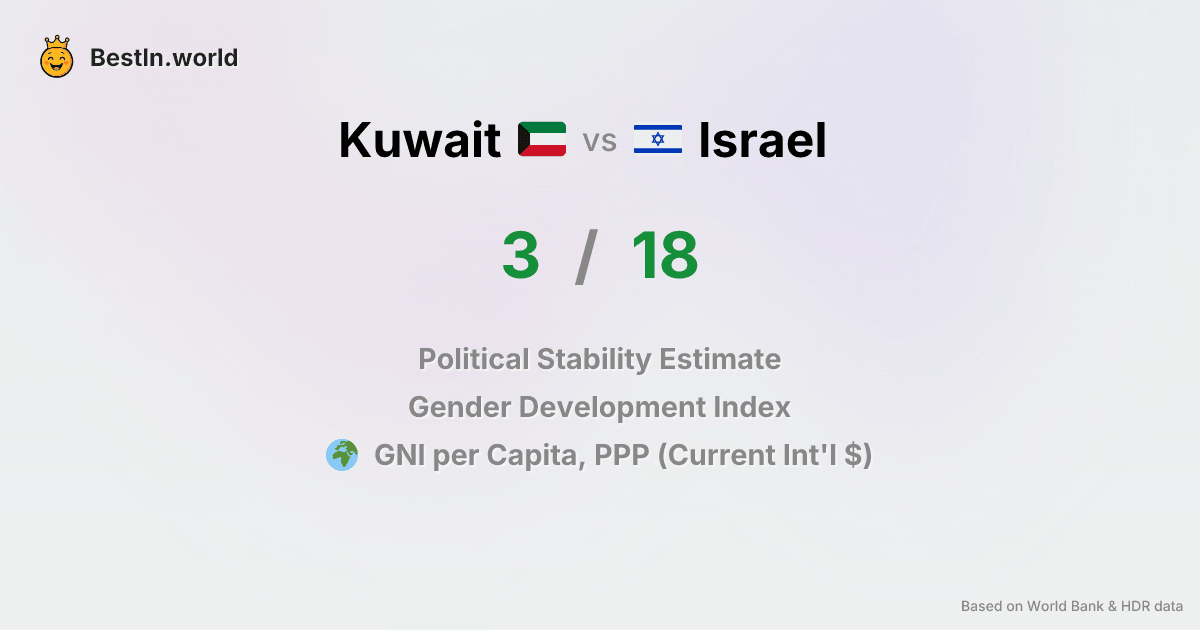 BestIn.world
Kuwait vs Israel
3 / 18
Political Stability Estimate
Gender Development Index
GNI per Capita, PPP (Current Int'l $)
Based on World Bank & HDR data